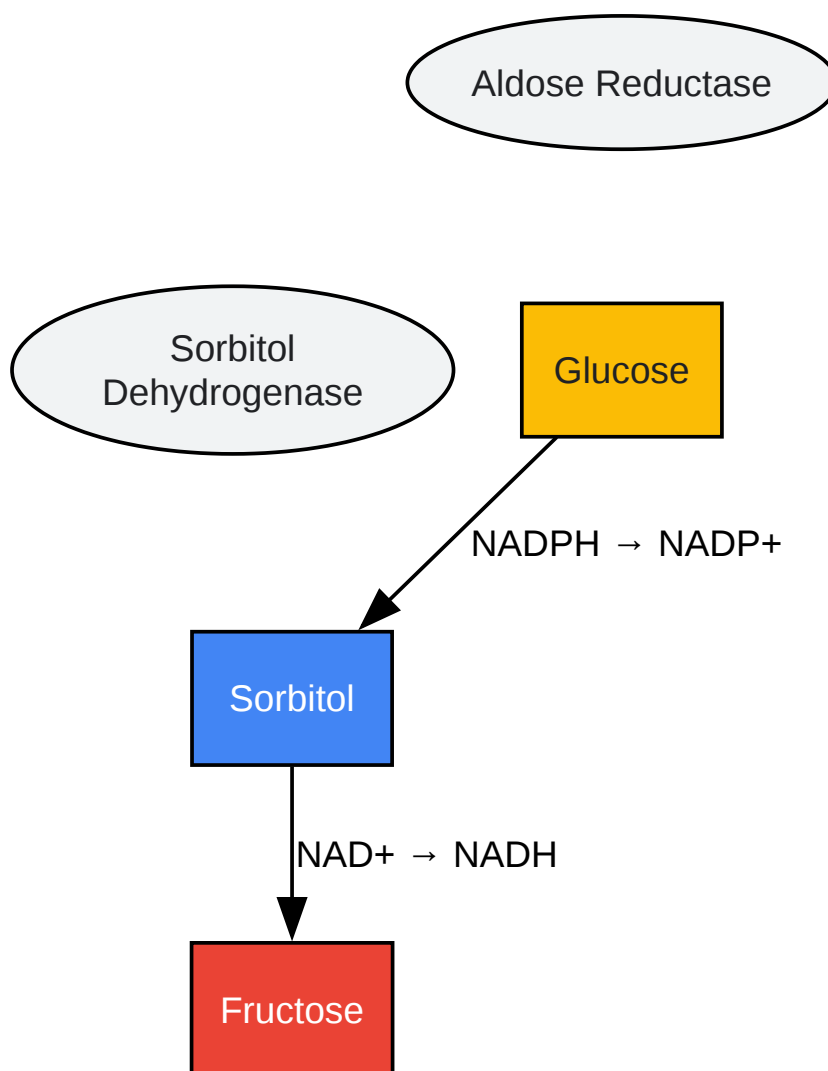 Aldose Reductase
Sorbitol
Dehydrogenase
Glucose
NADPH → NADP+
Sorbitol
NAD+ → NADH
Fructose